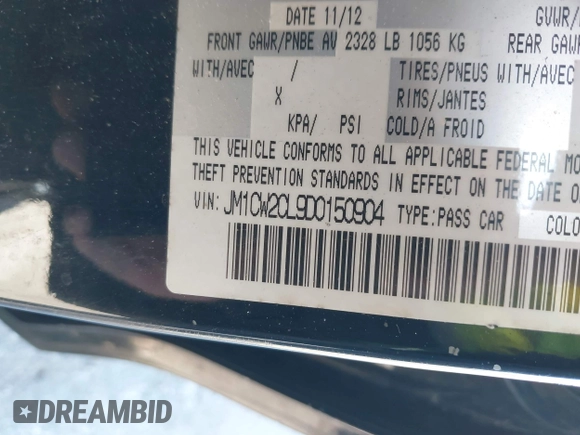 DATE 11/12 GVWR/
FRONT GAWR/PNBE AV 2328 LB 1056 KG REAR GAWR
WITH/AVEC / TIRES/PNEUS WITH/AVEC
X RIMS/JANTES
KPA/ PSI COLD/A FROID
THIS VEHICLE CONFORMS TO ALL APPLICABLE FEDERAL MO
THEFT PREVENTION STANDARDS IN EFFECT ON THE DATE O
VIN: JM1CW2CL9D0150904 TYPE:PASS CAR COLO
DREAMBID